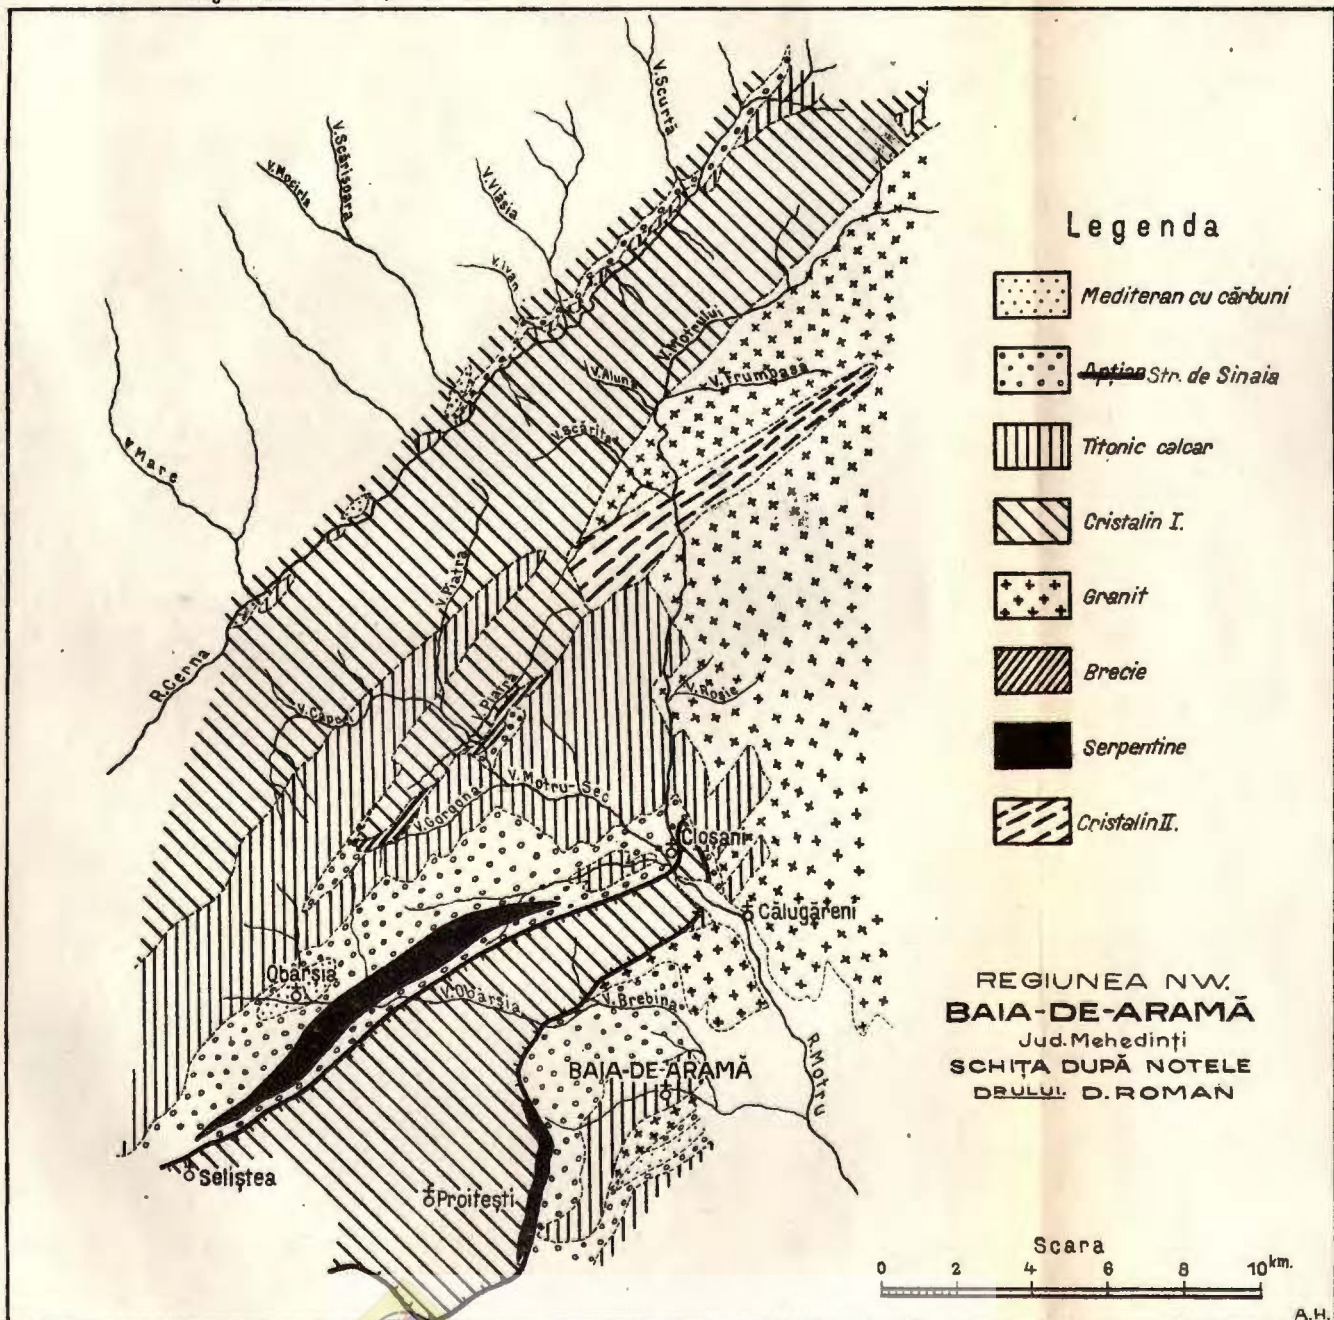 V. Scurtă
V. Scărișoara
V. Mocirla
V. Vlășia
V. Ivan
V. Mare
R. Cerna
V. Motrului
V. Aluna
V. Frumoasă
V. Scărița
V. Piatra
V. Piatra
V. Roșie
V. Motru-Sec
V. Gorgona
Cloșani
Călugăreni
Obârșia
V. Obârșia
V. Brebina
BAIA-DE-ARAMĂ
R. Motru
Seliștea
Proitești
Legenda
Mediteran cu cărbuni
Apțian Str. de Sinaia
Titonic calcar
Cristalin I.
Granit
Brecie
Serpentine
Cristalin II.
REGIUNEA NW.
BAIA-DE-ARAMĂ
Jud. Mehedinți
SCHIȚA DUPĂ NOTELE
DRULUI. D. ROMAN
Scara
0 2 4 6 8 10 km.
A.H.